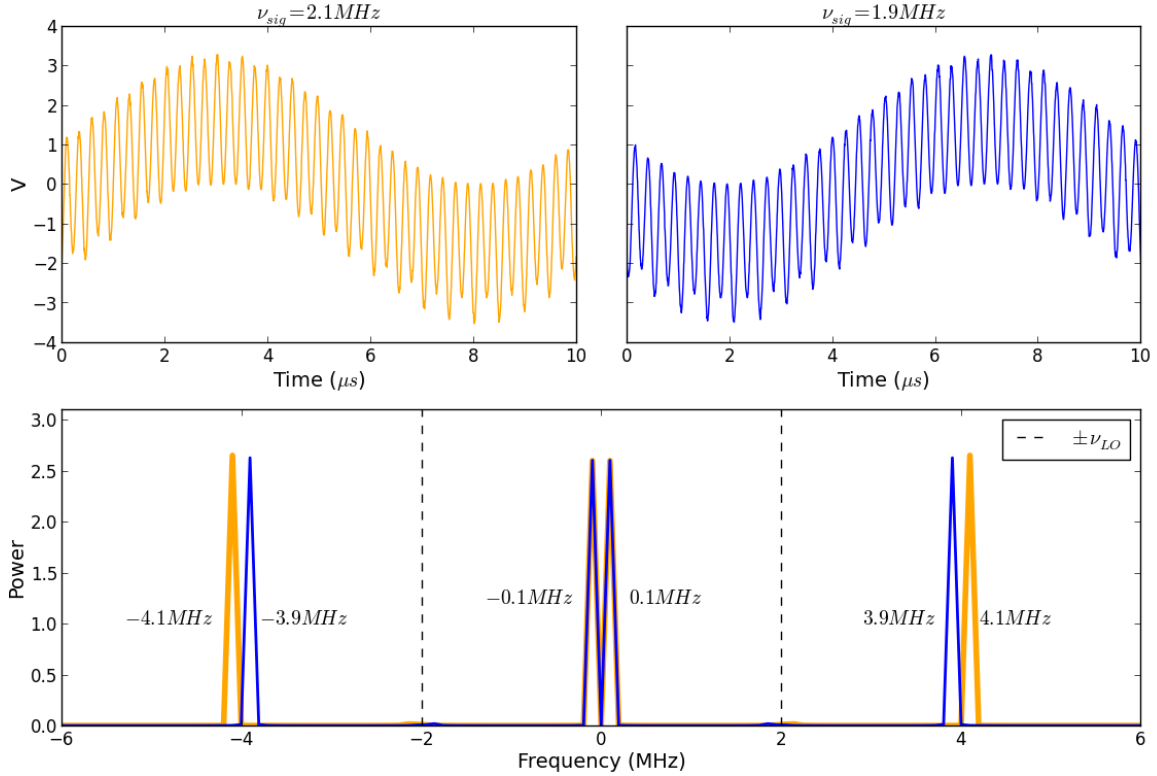 ν_sig=2.1MHz
ν_sig=1.9MHz
4
3
2
1
0
−1
−2
−3
−4
V
0 2 4 6 8 10
0 2 4 6 8 10
Time (μs)
Time (μs)
3.0
2.5
2.0
1.5
1.0
0.5
0.0
Power
±ν_LO
−0.1MHz 0.1MHz
−4.1MHz −3.9MHz 3.9MHz 4.1MHz
−6 −4 −2 0 2 4 6
Frequency (MHz)